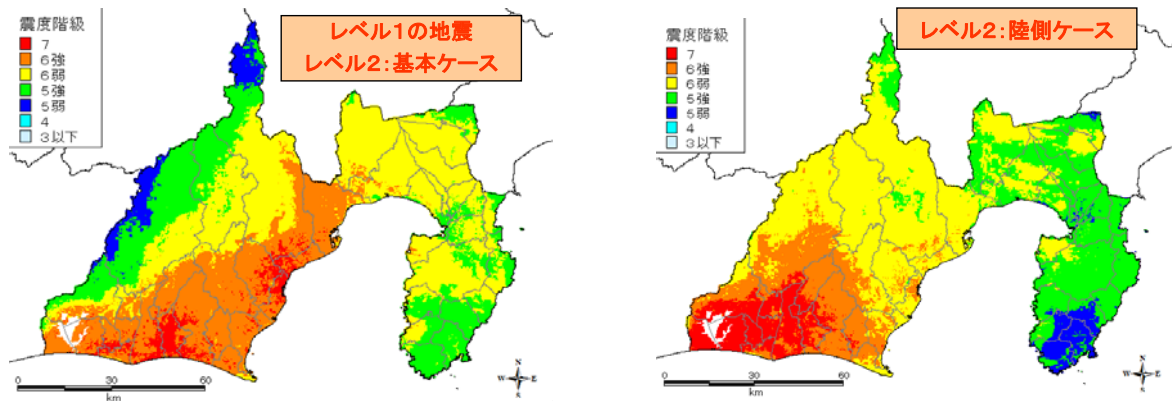 震度階級
7
6強
6弱
5強
5弱
4
3以下
レベル1の地震
レベル2:基本ケース
N
W E
S
0 30 60
km
震度階級
7
6強
6弱
5強
5弱
4
3以下
レベル2:陸側ケース
N
W E
S
0 30 60
km